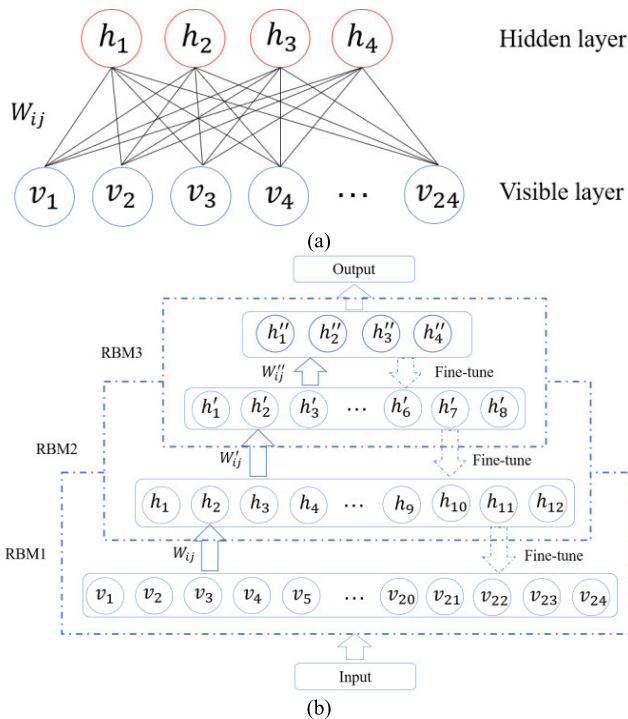 h₁ h₂ h₃ h₄ Hidden layer
Wᵢⱼ
v₁ v₂ v₃ v₄ ⋯ v₂₄ Visible layer
(a)
Output
h₁'' h₂'' h₃'' h₄''
RBM3
Wᵢⱼ'' Fine-tune
h₁' h₂' h₃' ⋯ h₆' h₇' h₈'
RBM2
Wᵢⱼ' Fine-tune
h₁ h₂ h₃ h₄ ⋯ h₉ h₁₀ h₁₁ h₁₂
RBM1 Wᵢⱼ Fine-tune
v₁ v₂ v₃ v₄ v₅ ⋯ v₂₀ v₂₁ v₂₂ v₂₃ v₂₄
Input
(b)